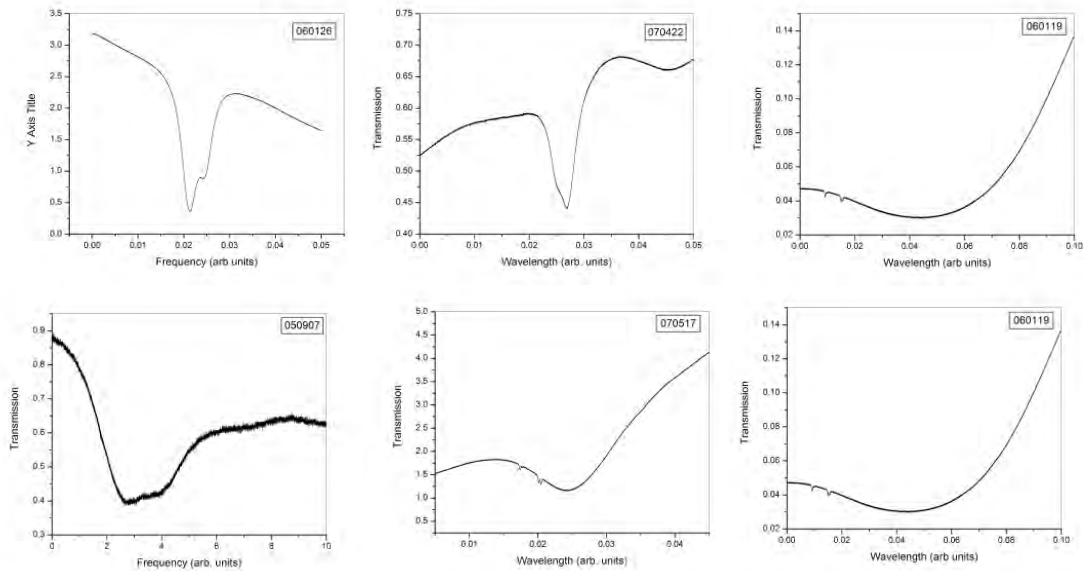 060126
Y Axis Title
3.5
3.0
2.5
2.0
1.5
1.0
0.5
0.0
0.00 0.01 0.02 0.03 0.04 0.05
Frequency (arb units)
070422
Transmission
0.75
0.70
0.65
0.60
0.55
0.50
0.45
0.40
0.00 0.01 0.02 0.03 0.04 0.05
Wavelength (arb. units)
060119
Transmission
0.14
0.12
0.10
0.08
0.06
0.04
0.02
0.00 0.02 0.04 0.06 0.08 0.10
Wavelength (arb units)
050907
Transmission
0.9
0.8
0.7
0.6
0.5
0.4
0.3
0 2 4 6 8 10
Frequency (arb. units)
070517
Transmission
5.0
4.5
4.0
3.5
3.0
2.5
2.0
1.5
1.0
0.5
0.01 0.02 0.03 0.04
Wavelength (arb. units)
060119
Transmission
0.14
0.12
0.10
0.08
0.06
0.04
0.02
0.00 0.02 0.04 0.06 0.08 0.10
Wavelength (arb units)